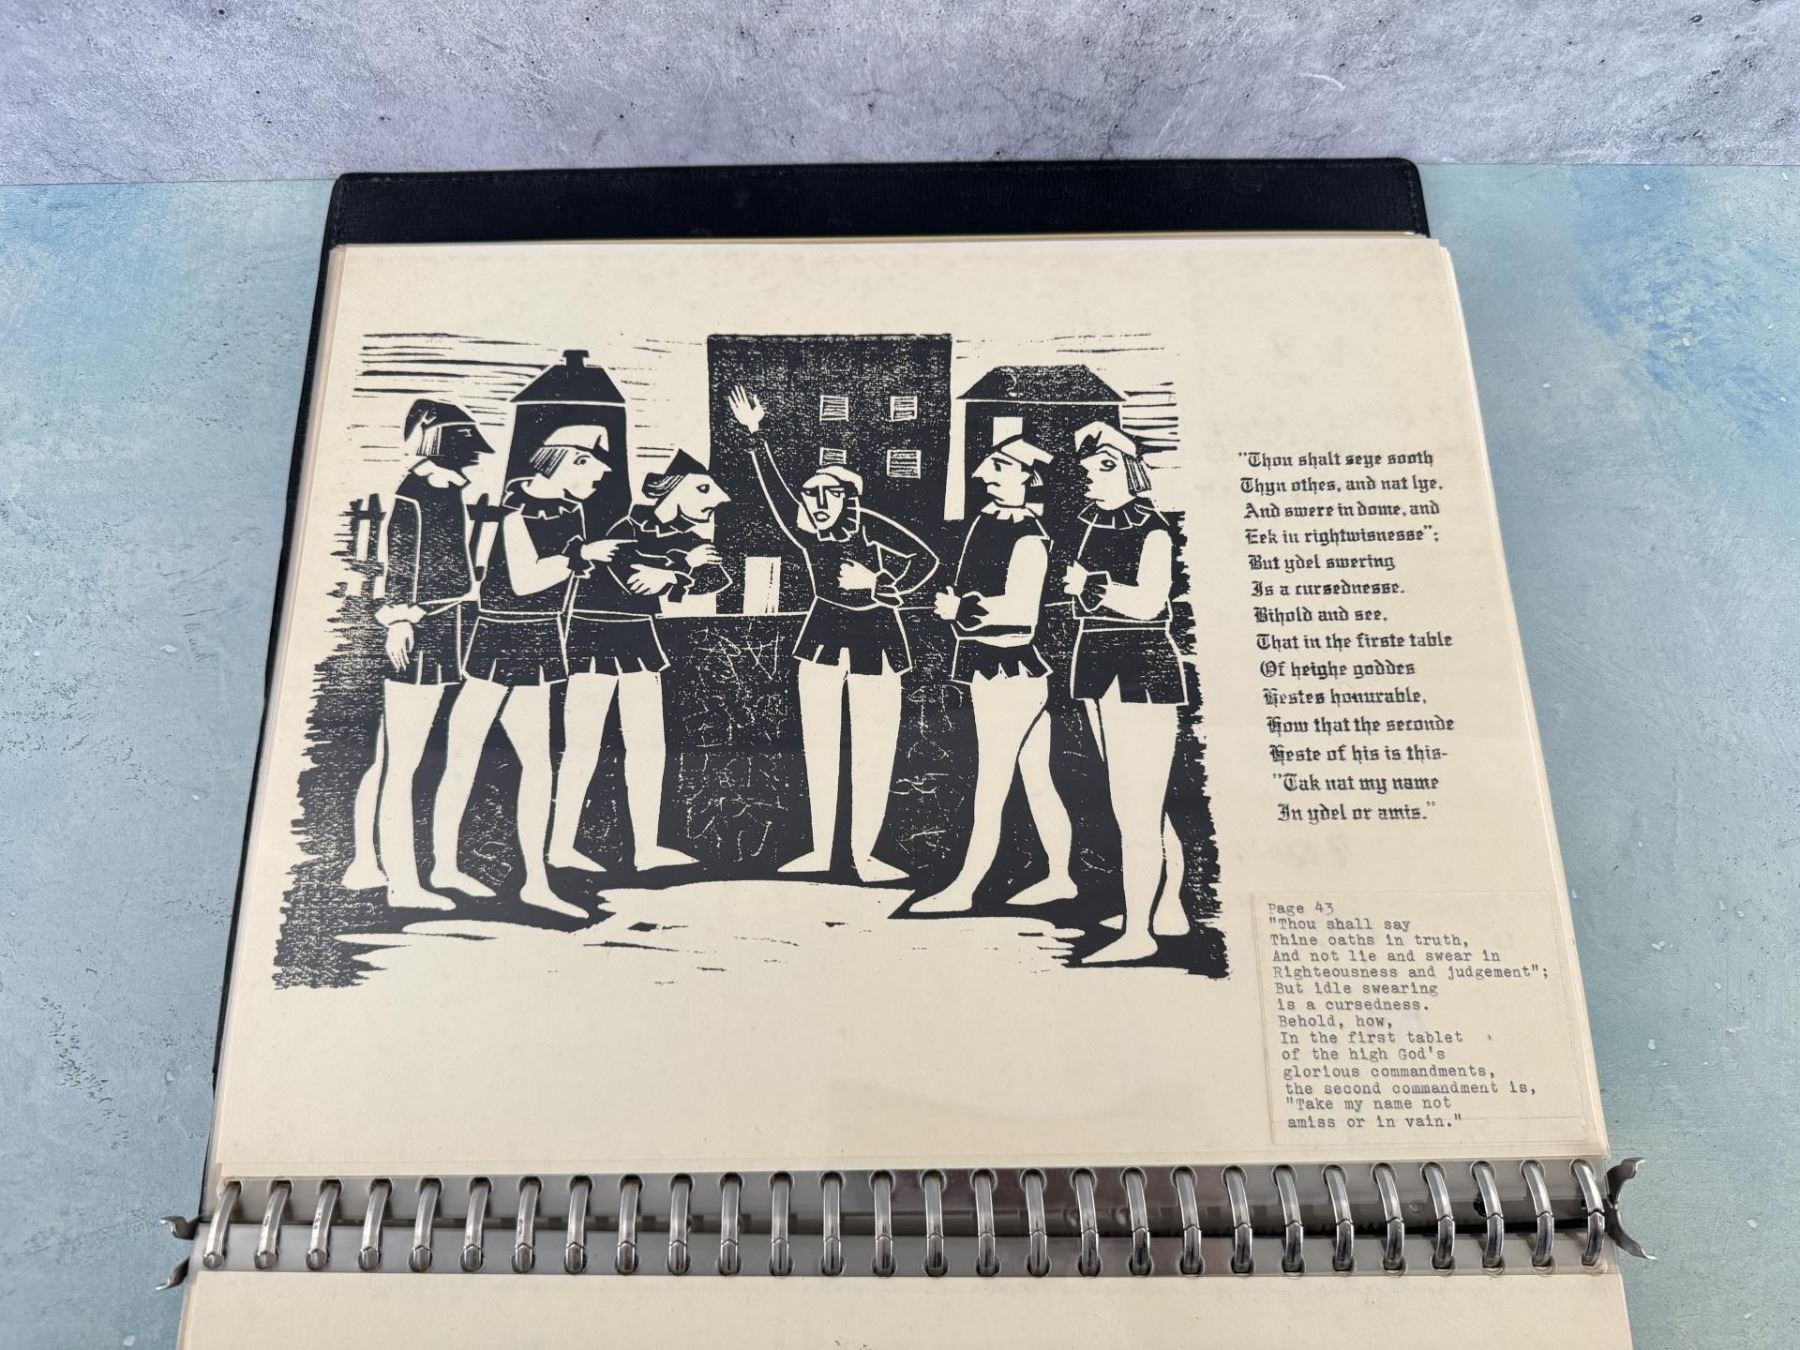 "Thou shalt seye sooth
Thyn othes, and nat lye.
And swere in dome, and
Eek in rightwisnesse";
But ydel swering
Is a cursednesse.
Bihold and see,
That in the firste table
Of heighe goddes
Hestes honurable,
How that the seconde
Heste of his is this-
"Tak nat my name
In ydel or amis."
Page 43
"Thou shall say
Thine oaths in truth,
And not lie and swear in
Righteousness and judgement";
But idle swearing
is a cursedness.
Behold, how,
In the first tablet
of the high God's
glorious commandments,
the second commandment is,
"Take my name not
amiss or in vain."